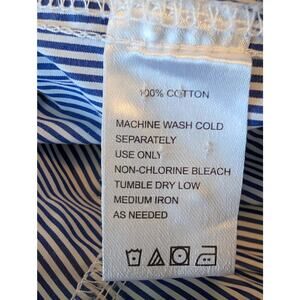 100% COTTON
MACHINE WASH COLD
SEPARATELY
USE ONLY
NON-CHLORINE BLEACH
TUMBLE DRY LOW
MEDIUM IRON
AS NEEDED